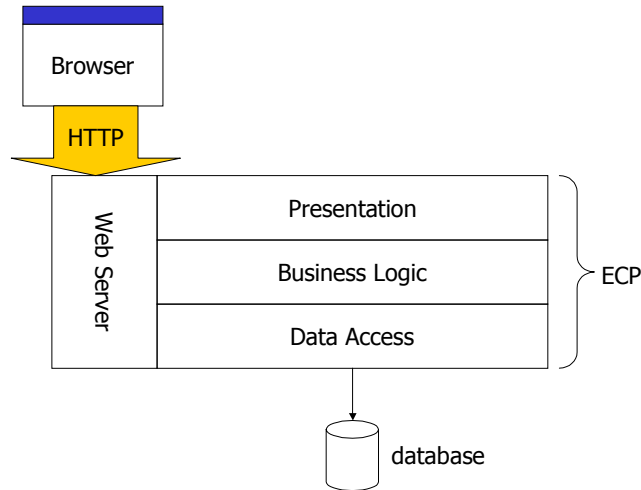 Browser
HTTP
Web Server
Presentation
Business Logic
Data Access
ECP
database